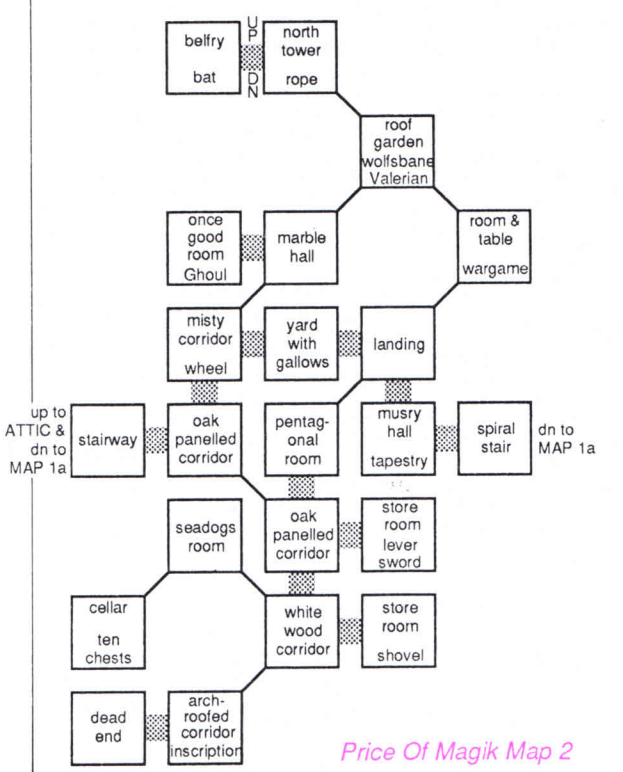 belfry
bat
UP
DN
north
tower
rope
roof
garden
wolfsbane
Valerian
once
good
room
Ghoul
marble
hall
room &
table
wargame
misty
corridor
wheel
yard
with
gallows
landing
up to
ATTIC &
dn to
MAP 1a
stairway
oak
panelled
corridor
pentag-
onal
room
musry
hall
tapestry
spiral
stair
dn to
MAP 1a
seadogs
room
oak
panelled
corridor
store
room
lever
sword
cellar
ten
chests
white
wood
corridor
store
room
shovel
dead
end
arch-
roofed
corridor
inscription
Price Of Magik Map 2